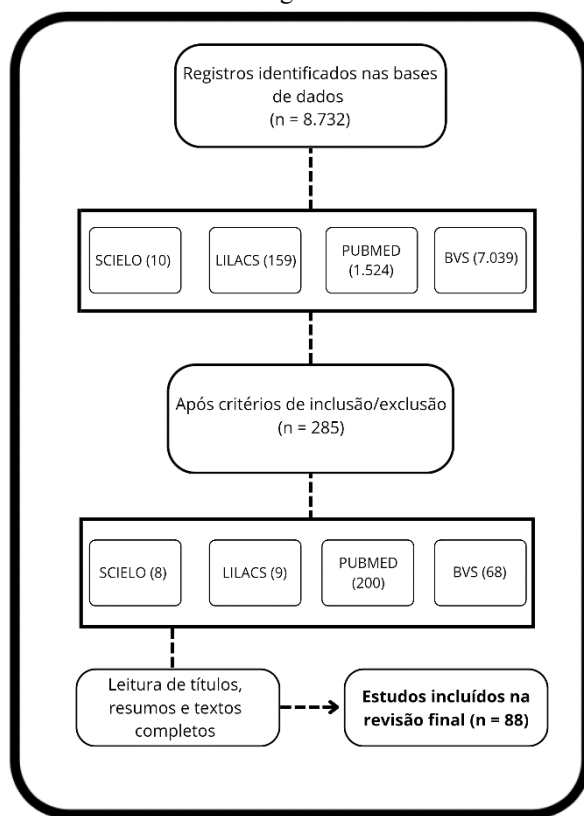 Registros identificados nas bases
de dados
(n = 8.732)
SCIELO (10)
LILACS (159)
PUBMED
(1.524)
BVS (7.039)
Após critérios de inclusão/exclusão
(n = 285)
SCIELO (8)
LILACS (9)
PUBMED
(200)
BVS (68)
Leitura de títulos,
resumos e textos
completos
Estudos incluídos na
revisão final (n = 88)